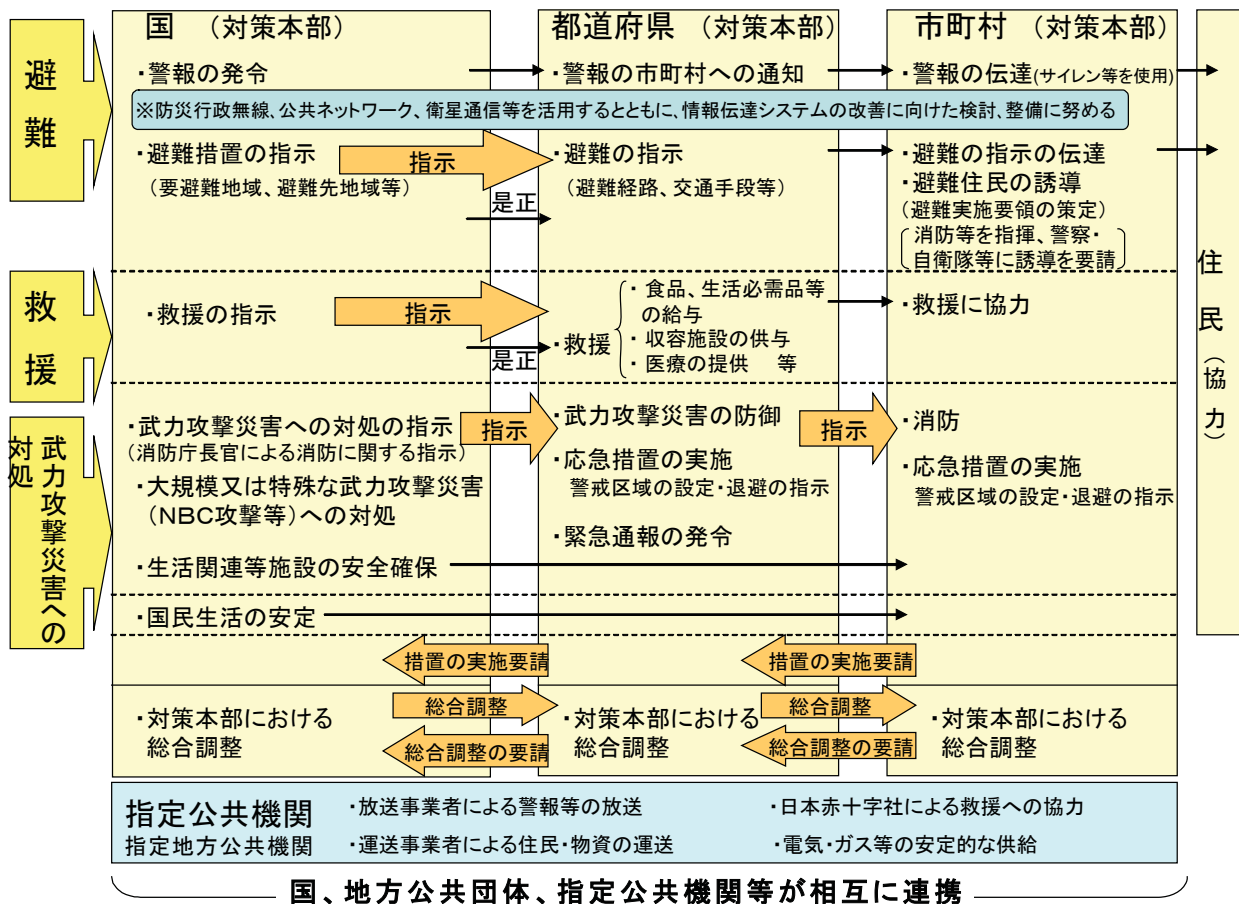 国 (対策本部)
都道府県 (対策本部)
市町村 (対策本部)
避難
・警報の発令
・警報の市町村への通知
・警報の伝達(サイレン等を使用)
※防災行政無線、公共ネットワーク、衛星通信等を活用するとともに、情報伝達システムの改善に向けた検討、整備に努める
・避難措置の指示
(要避難地域、避難先地域等)
指示
是正
・避難の指示
(避難経路、交通手段等)
・避難の指示の伝達
・避難住民の誘導
(避難実施要領の策定)
消防等を指揮、警察・
自衛隊等に誘導を要請
住民(協力)
救援
・救援の指示
指示
是正
・救援
・食品、生活必需品等
の給与
・収容施設の供与
・医療の提供 等
・救援に協力
武力攻撃災害への
対処
・武力攻撃災害への対処の指示
(消防庁長官による消防に関する指示)
・大規模又は特殊な武力攻撃災害
(NBC攻撃等)への対処
・生活関連等施設の安全確保
指示
・武力攻撃災害の防御
・応急措置の実施
警戒区域の設定・退避の指示
・緊急通報の発令
指示
・消防
・応急措置の実施
警戒区域の設定・退避の指示
・国民生活の安定
措置の実施要請
措置の実施要請
・対策本部における
総合調整
総合調整
総合調整の要請
・対策本部における
総合調整
総合調整
総合調整の要請
・対策本部における
総合調整
指定公共機関
指定地方公共機関
・放送事業者による警報等の放送
・日本赤十字社による救援への協力
・運送事業者による住民・物資の運送
・電気・ガス等の安定的な供給
国、地方公共団体、指定公共機関等が相互に連携